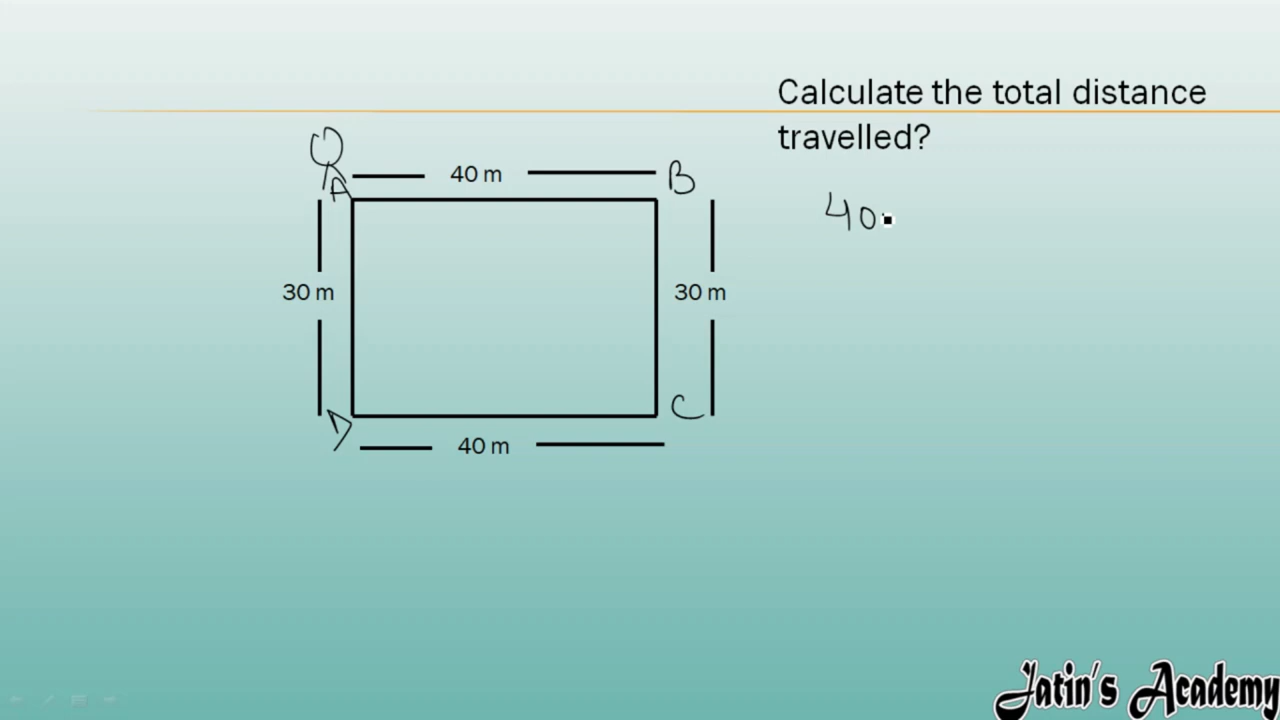 Calculate the total distance
travelled?
A
40 m
B
40
30 m
30 m
D
C
40 m
Jatin's Academy